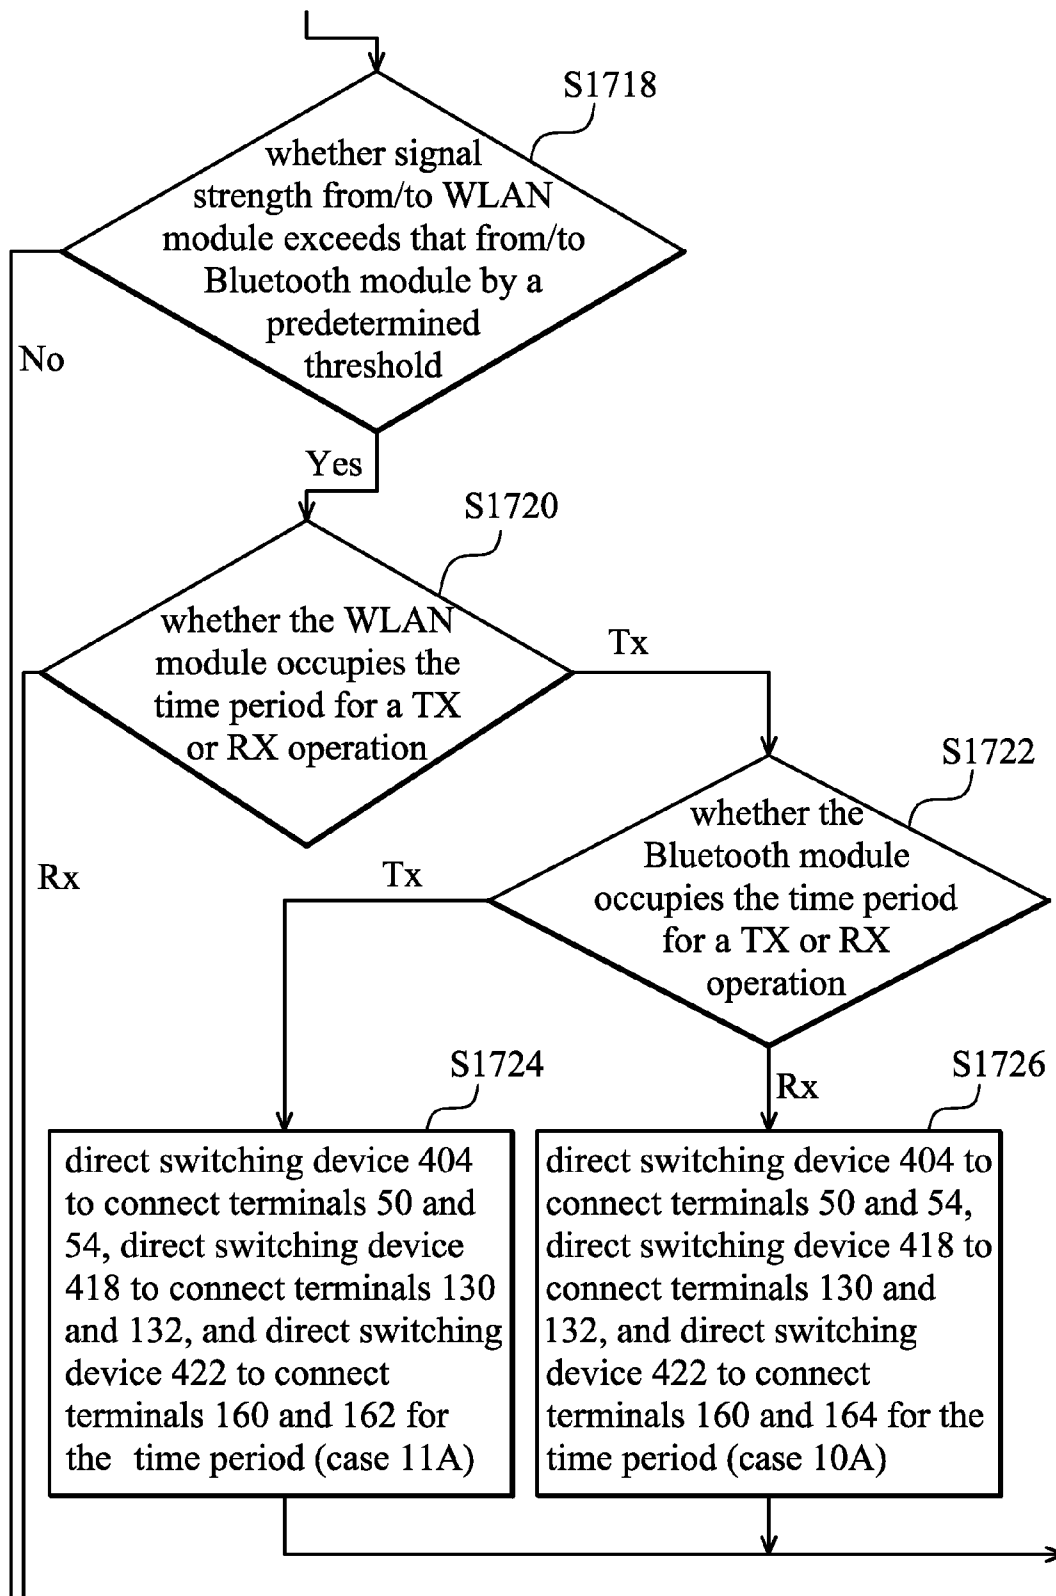 S1718
whether signal
strength from/to WLAN
module exceeds that from/to
Bluetooth module by a
predetermined
threshold
No
Yes
S1720
whether the WLAN
module occupies the
time period for a TX
or RX operation
Tx
S1722
whether the
Bluetooth module
occupies the time period
for a TX or RX
operation
Rx
Tx
Rx
S1724
direct switching device 404
to connect terminals 50 and
54, direct switching device
418 to connect terminals 130
and 132, and direct switching
device 422 to connect
terminals 160 and 162 for
the time period (case 11A)
S1726
direct switching device 404 to
connect terminals 50 and 54,
direct switching device 418 to
connect terminals 130 and
132, and direct switching
device 422 to connect
terminals 160 and 164 for the
time period (case 10A)